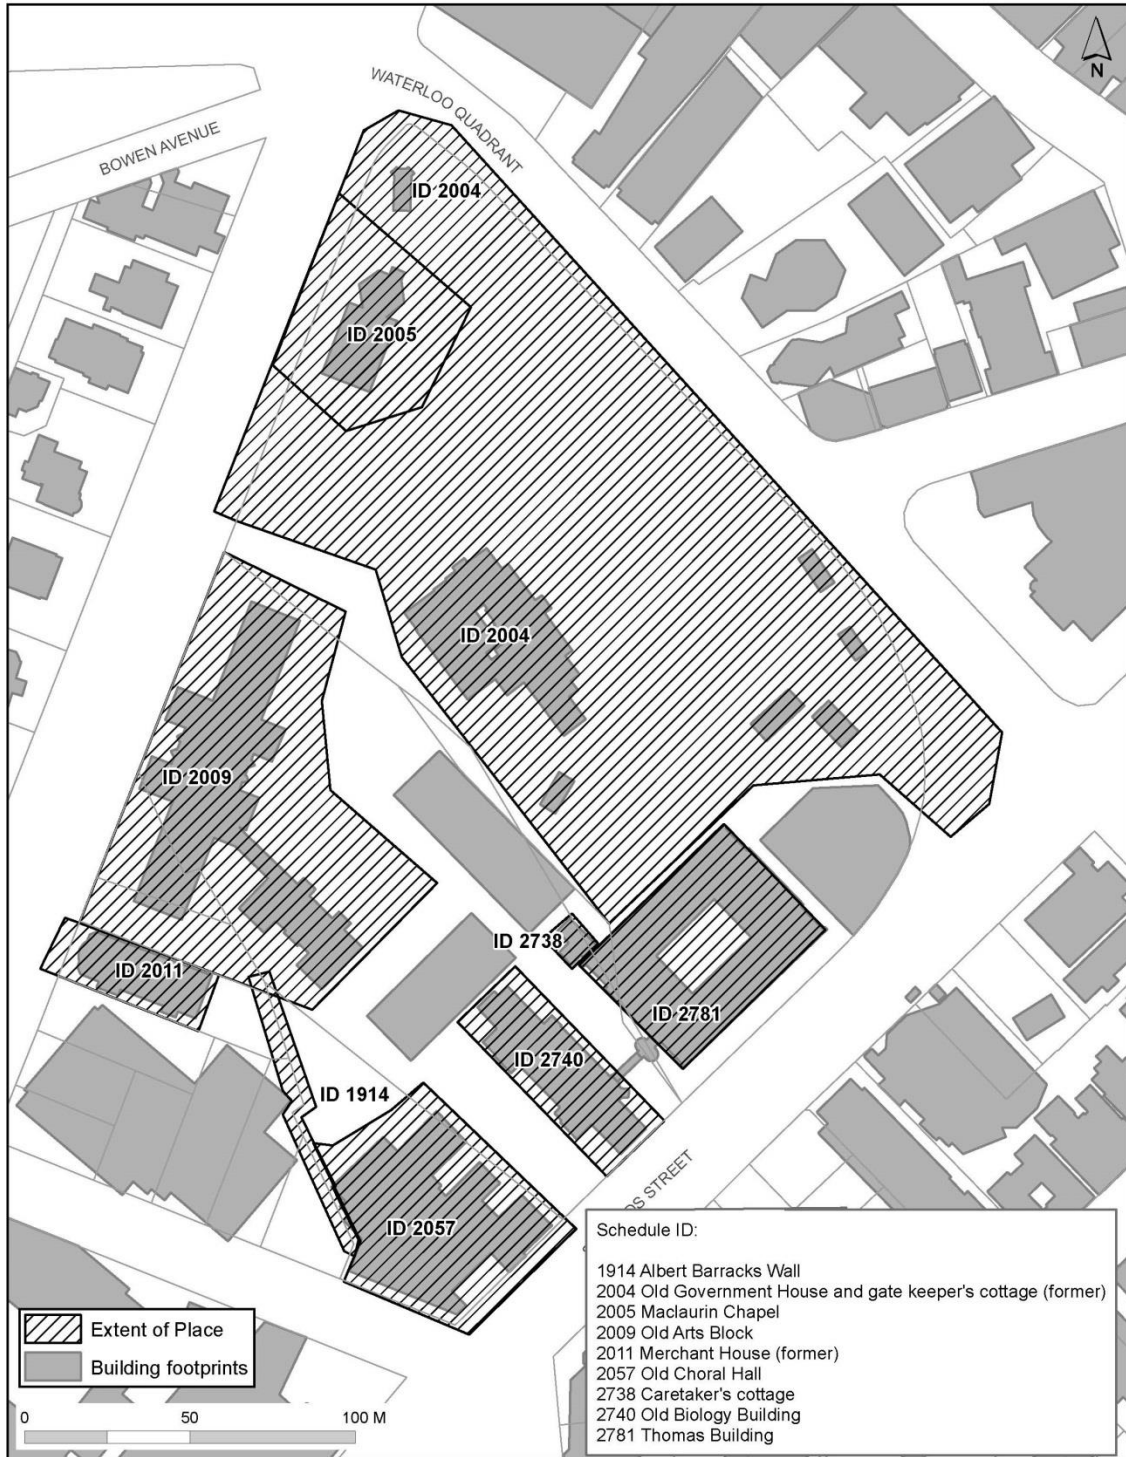 N
WATERLOO QUADRANT
BOWEN AVENUE
ID 2004
ID 2005
ID 2004
ID 2009
ID 2738
ID 2011
ID 2781
ID 2740
ID 1914
ID 2057
DS STREET
Schedule ID:
1914 Albert Barracks Wall
2004 Old Government House and gate keeper's cottage (former)
2005 Maclaurin Chapel
2009 Old Arts Block
2011 Merchant House (former)
2057 Old Choral Hall
2738 Caretaker's cottage
2740 Old Biology Building
2781 Thomas Building
Extent of Place
Building footprints
0 50 100 M